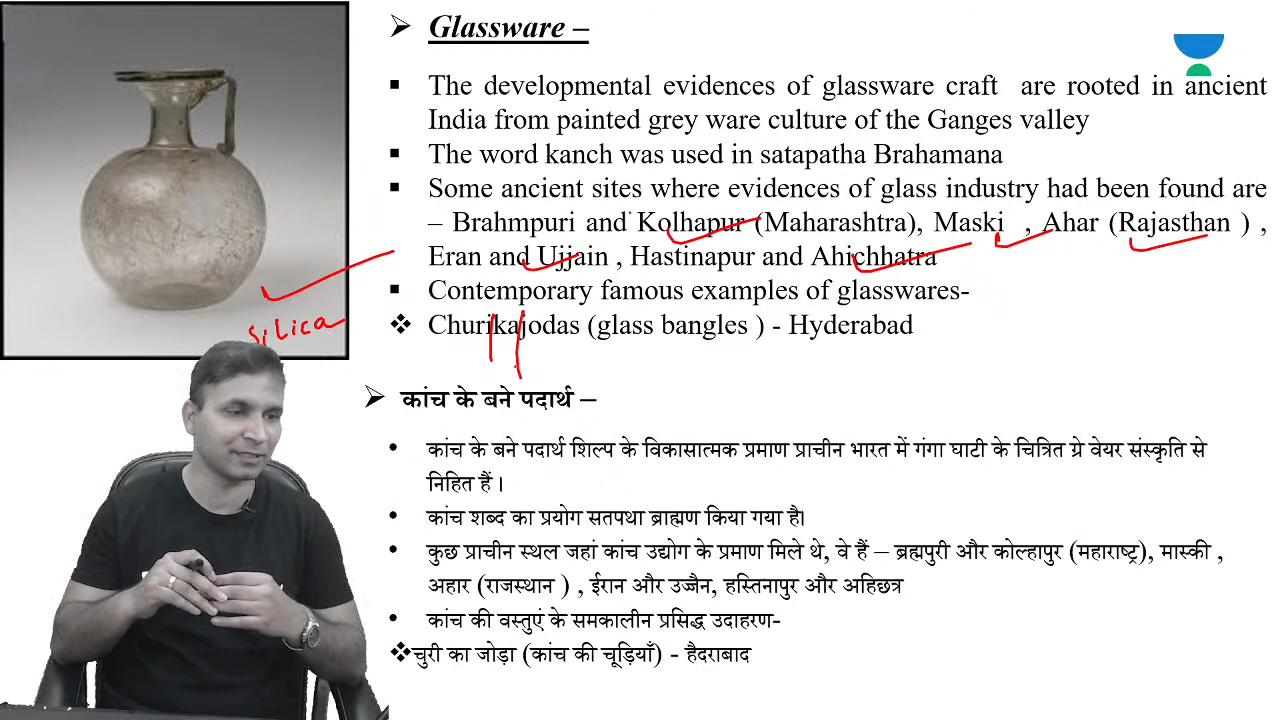 Glassware –
The developmental evidences of glassware craft are rooted in ancient
India from painted grey ware culture of the Ganges valley
The word kanch was used in satapatha Brahamana
Some ancient sites where evidences of glass industry had been found are
– Brahmpuri and Kolhapur (Maharashtra), Maski , Ahar (Rajasthan ) ,
Eran and Ujjain , Hastinapur and Ahichhatra
Contemporary famous examples of glasswares-
Silica
Churikajodas (glass bangles ) - Hyderabad
कांच के बने पदार्थ –
कांच के बने पदार्थ शिल्प के विकासात्मक प्रमाण प्राचीन भारत में गंगा घाटी के चित्रित ग्रे वेयर संस्कृति से
निहित हैं ।
कांच शब्द का प्रयोग सतपथा ब्राह्मण किया गया है।
कुछ प्राचीन स्थल जहां कांच उद्योग के प्रमाण मिले थे, वे हैं – ब्रह्मपुरी और कोल्हापुर (महाराष्ट्र), मास्की ,
अहार (राजस्थान ) , ईरान और उज्जैन, हस्तिनापुर और अहिछत्र
कांच की वस्तुएं के समकालीन प्रसिद्ध उदाहरण-
चुरी का जोड़ा (कांच की चूड़ियाँ) - हैदराबाद